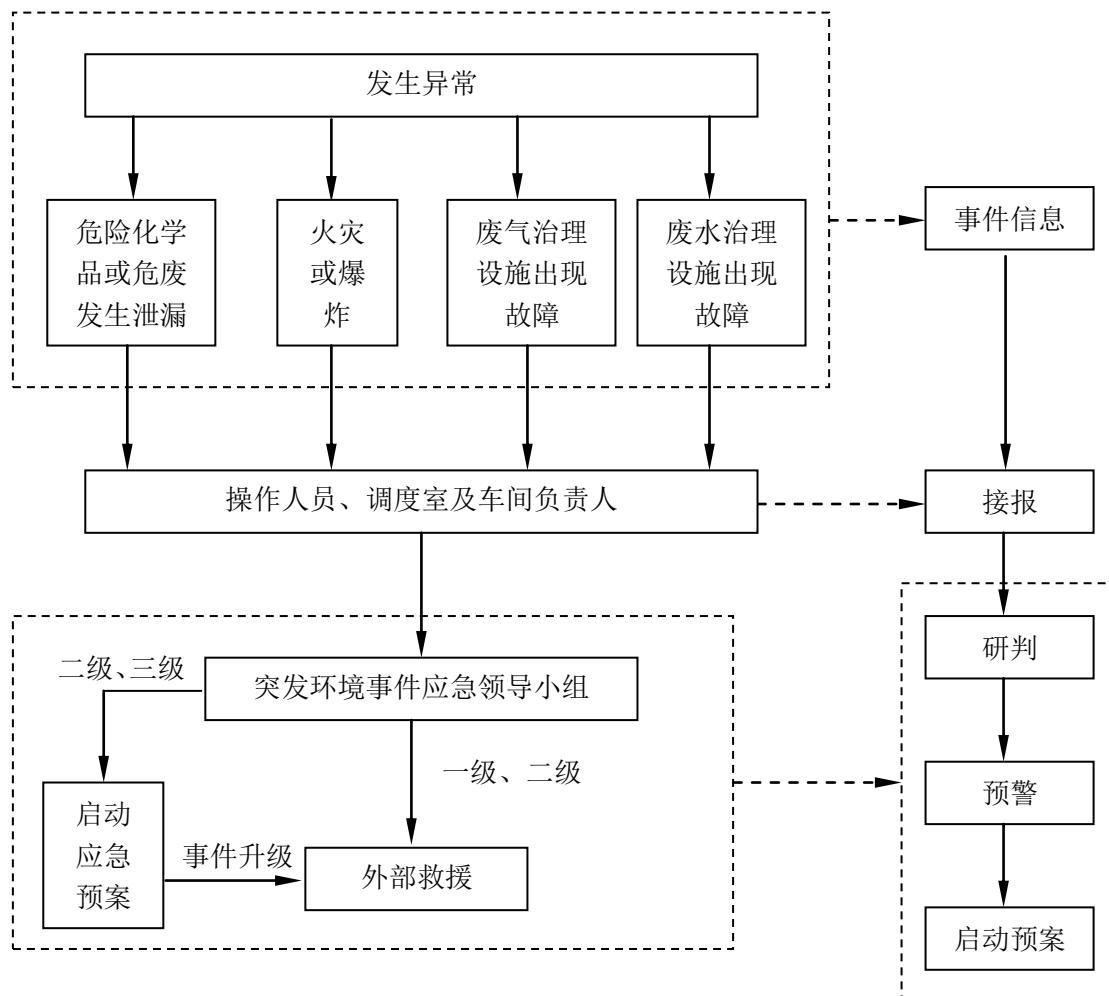 发生异常
危险化学
品或危废
发生泄漏
火灾
或爆
炸
废气治理
设施出现
故障
废水治理
设施出现
故障
事件信息
操作人员、调度室及车间负责人
接报
研判
二级、三级
突发环境事件应急领导小组
一级、二级
预警
启动
应急
预案
事件升级
外部救援
启动预案